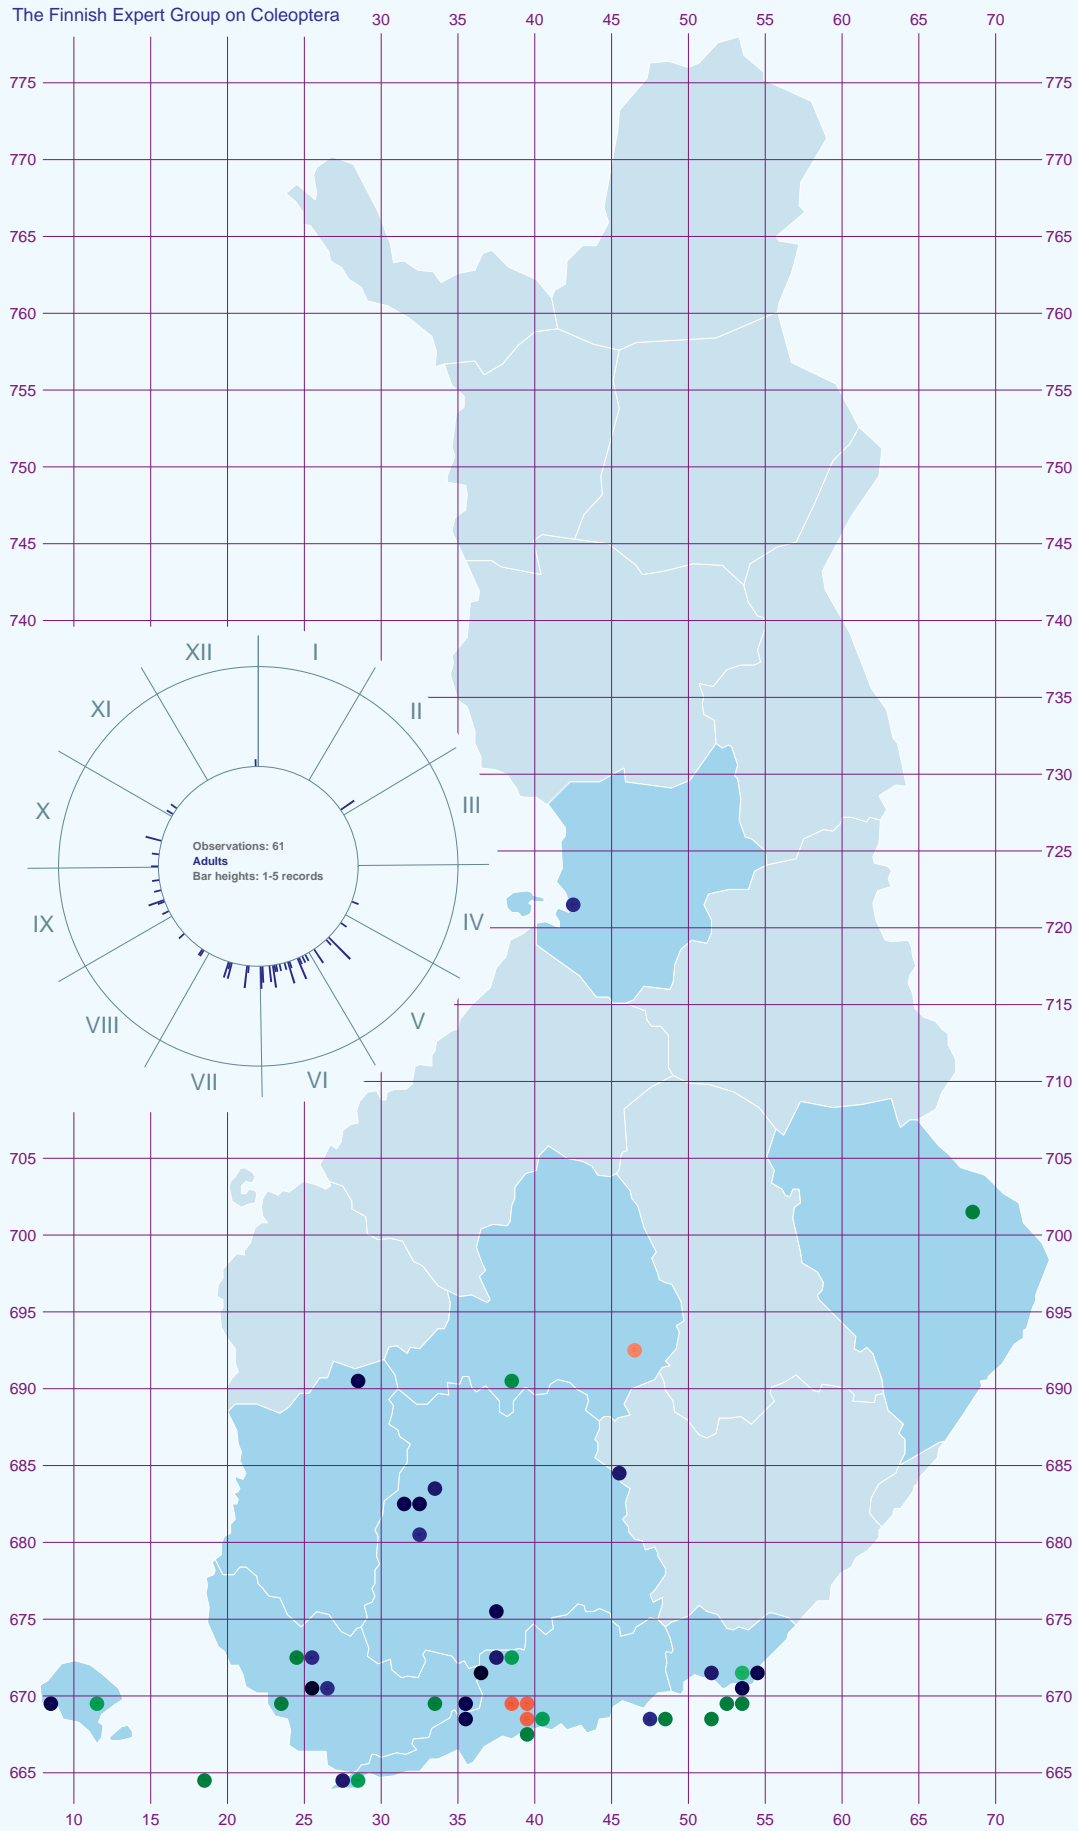 The Finnish Expert Group on Coleoptera
30 35 40 45 50 55 60 65 70
775 775
770 770
765 765
760 760
755 755
750 750
745 745
740 740
XII I
XI II
735
730
X III
Observations: 61
Adults
Bar heights: 1-5 records
725
IX IV
720
VIII V
715
VII VI
710
705 705
700 700
695 695
690 690
685 685
680 680
675 675
670 670
665 665
10 15 20 25 30 35 40 45 50 55 60 65 70